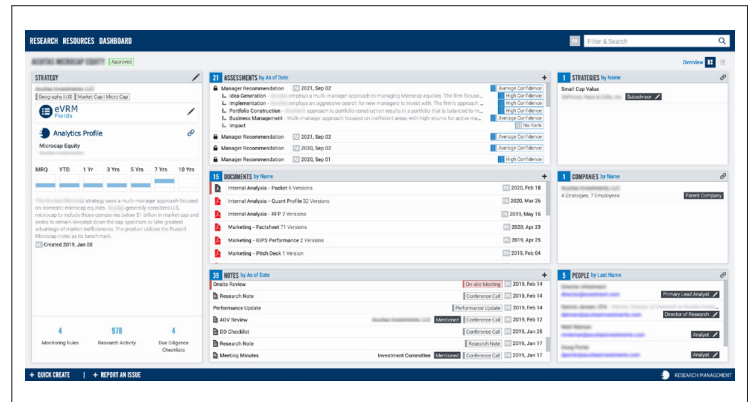 RESEARCH RESOURCES DASHBOARD
Filter & Search
Approved
Overview
STRATEGY
Geography | US Market Cap | Micro Cap
eVRM
Fields
Analytics Profile
Microcap Equity
MRQ YTD 1 Yr 3 Yrs 5 Yrs 7 Yrs 10 Yrs
strategy uses a multi-manager approach focused
on domestic microcap equities. generally considers U.S.
microcap to include those companies below $1 billion in market cap and
seeks to remain invested down the cap spectrum to take greatest
advantage of market inefficiencies. The product utilizes the Russell
Microcap Index as its benchmark.
Created 2019, Jan 08
4 978 4
Monitoring Rules Research Activity Due Diligence
Checklists
21 ASSESSMENTS by As of Date +
Manager Recommendation 2021, Sep 02 Average Confidence
Idea Generation - employs a multi-manager approach to managing Microcap equities. The firm focuse... High Confidence
Implementation - employs an aggressive search for new managers to invest with. The firm's approach ... High Confidence
Portfolio Construction - approach to portfolio construction results in a portfolio that is balanced to m... High Confidence
Business Management - Multi-manager approach focused on inefficient areas with high returns for active ma... Average Confidence
Impact No Rank
Manager Recommendation 2021, Sep 02 Average Confidence
Manager Recommendation 2020, Sep 02 Average Confidence
Manager Recommendation 2020, Sep 01 High Confidence
15 DOCUMENTS by Name +
Internal Analysis - Packet 6 Versions 2020, Feb 18
Internal Analysis - Quant Profile 32 Versions 2020, Mar 26
Internal Analysis - RFP 2 Versions 2019, May 15
Marketing - Factsheet 71 Versions 2020, Apr 23
Marketing - GIPS Performance 2 Versions 2019, Apr 25
Marketing - Pitch Deck 1 Version 2019, Feb 04
39 NOTES by As of Date +
Onsite Review On-site Meeting 2019, Feb 14
Research Note Conference Call 2019, Feb 14
Performance Update Performance Update 2019, Feb 14
ADV Review Mentioned Conference Call 2019, Feb 12
DD Checklist Conference Call 2019, Jan 28
Research Note Research Note 2019, Jan 17
Meeting Minutes Investment Committee Mentioned Conference Call 2019, Jan 17
1 STRATEGIES by Name
Small Cap Value
Subadvisor
1 COMPANIES by Name
4 Strategies, 7 Employees Parent Company
5 PEOPLE by Last Name
Primary Lead Analyst
Director of Research
Analyst
Analyst
+ QUICK CREATE | + REPORT AN ISSUE
RESEARCH MANAGEMENT